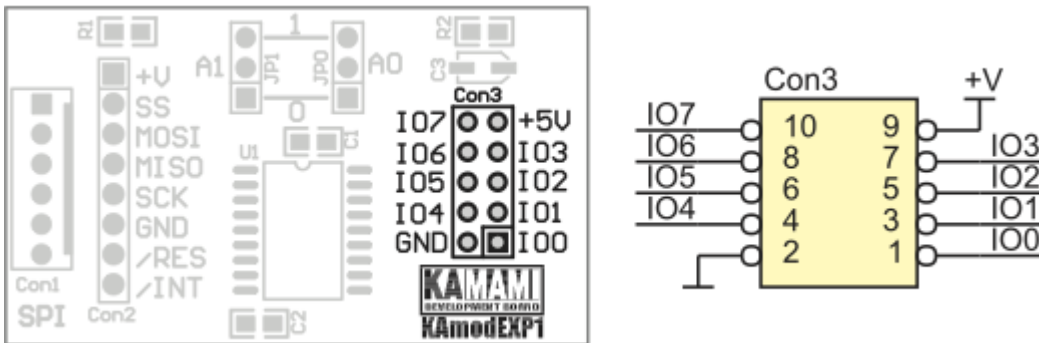 R1
R2
1
A1
JP1
JP0
A0
C3
+V
SS
MOSI
MISO
SCK
GND
/RES
/INT
0
C1
U1
C2
Con1
SPI
Con2
Con3
IO7 +5V
IO6 IO3
IO5 IO2
IO4 IO1
GND IO0
KAMAMI
DEVELOPMENT BOARD
KAmodEXP1
Con3
+V
IO7 10 9
IO6 8 7 IO3
IO5 6 5 IO2
IO4 4 3 IO1
2 1 IO0